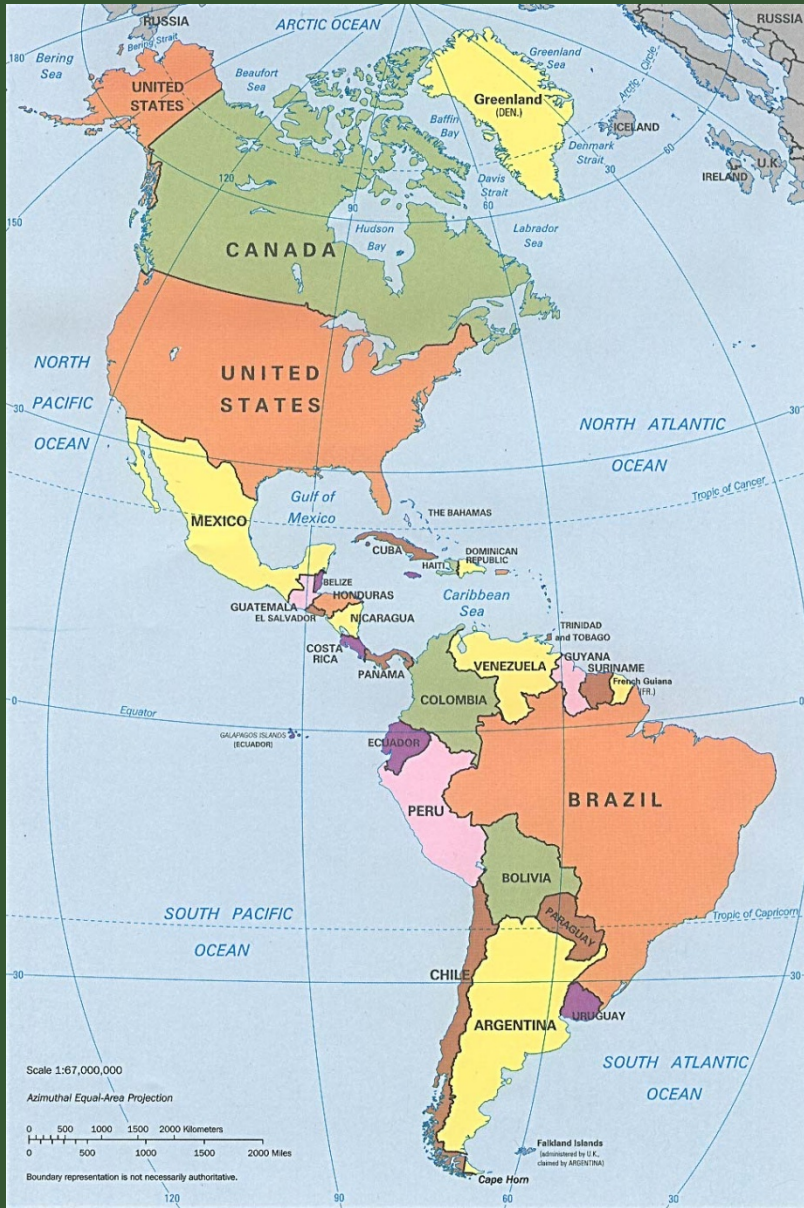 RUSSIA
ARCTIC OCEAN
RUSSIA
180
Bering
Sea
Bering Strait
Beaufort
Sea
Greenland
Sea
Arctic Circle
UNITED
STATES
Greenland
(DEN.)
Baffin
Bay
Denmark
Strait
ICELAND
60
U.K.
IRELAND
Davis
Strait
30
120
90
60
150
Hudson
Bay
Labrador
Sea
CANADA
NORTH
PACIFIC
OCEAN
30
UNITED
STATES
30
NORTH ATLANTIC
OCEAN
Tropic of Cancer
Gulf of
Mexico
MEXICO
THE BAHAMAS
CUBA
HAITI
DOMINICAN
REPUBLIC
BELIZE
HONDURAS
GUATEMALA
EL SALVADOR
NICARAGUA
Caribbean
Sea
COSTA
RICA
PANAMA
TRINIDAD
and TOBAGO
VENEZUELA
GUYANA
SURINAME
French Guiana
(FR.)
COLOMBIA
0
Equator
0
GALAPAGOS ISLANDS
(ECUADOR)
ECUADOR
PERU
BRAZIL
BOLIVIA
SOUTH PACIFIC
OCEAN
PARAGUAY
Tropic of Capricorn
30
CHILE
30
ARGENTINA
URUGUAY
SOUTH ATLANTIC
OCEAN
Scale 1:67,000,000
Azimuthal Equal-Area Projection
0 500 1000 1500 2000 Kilometers
0 500 1000 1500 2000 Miles
Boundary representation is not necessarily authoritative.
Falkland Islands
(administered by U.K.,
claimed by ARGENTINA)
Cape Horn
120
90
60
30